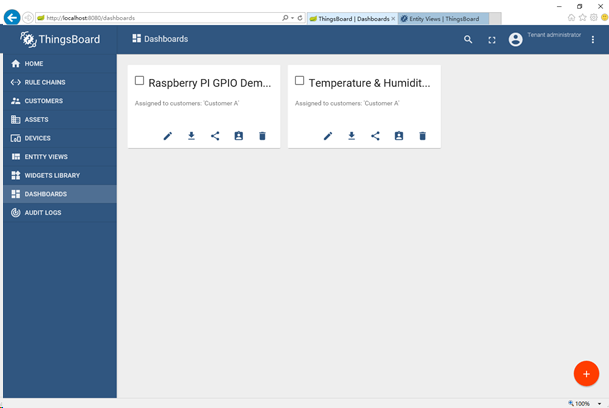 http://localhost:8080/dashboards
ThingsBoard | Dashboards
Entity Views | ThingsBoard
ThingsBoard
Dashboards
Tenant administrator
HOME
RULE CHAINS
CUSTOMERS
ASSETS
DEVICES
ENTITY VIEWS
WIDGETS LIBRARY
DASHBOARDS
AUDIT LOGS
Raspberry PI GPIO Dem...
Assigned to customers: 'Customer A'
Temperature & Humidit...
Assigned to customers: 'Customer A'
100%